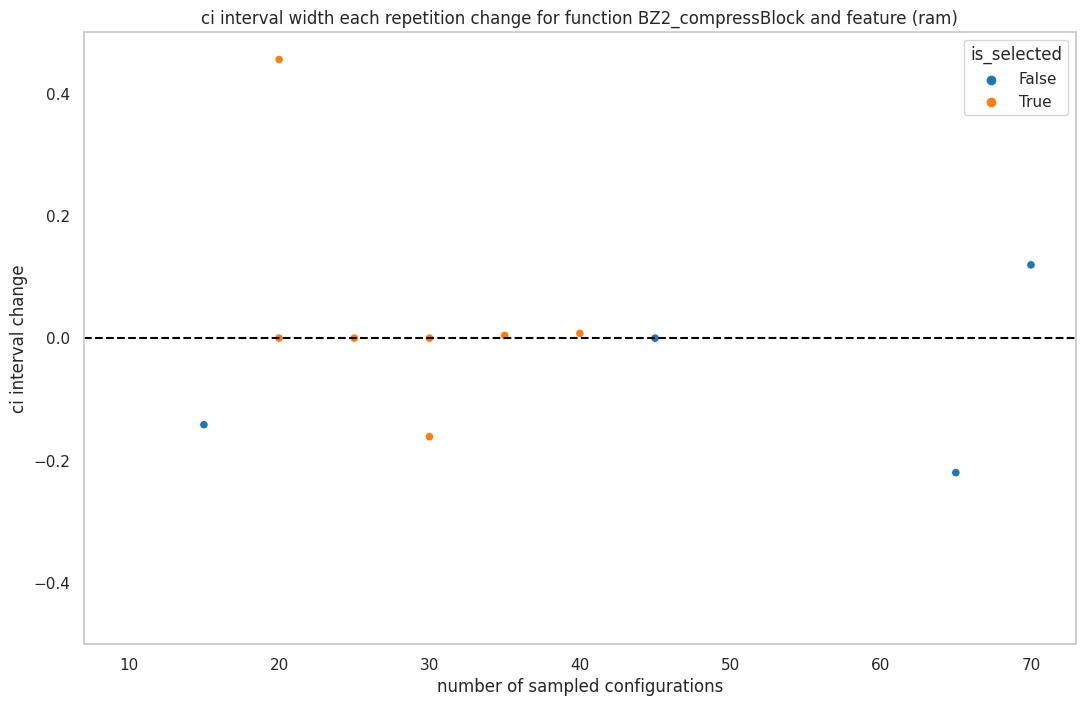 ci interval width each repetition change for function BZ2_compressBlock and feature (ram)
is_selected
False
True
0.4
0.2
0.0
−0.2
−0.4
ci interval change
10 20 30 40 50 60 70
number of sampled configurations